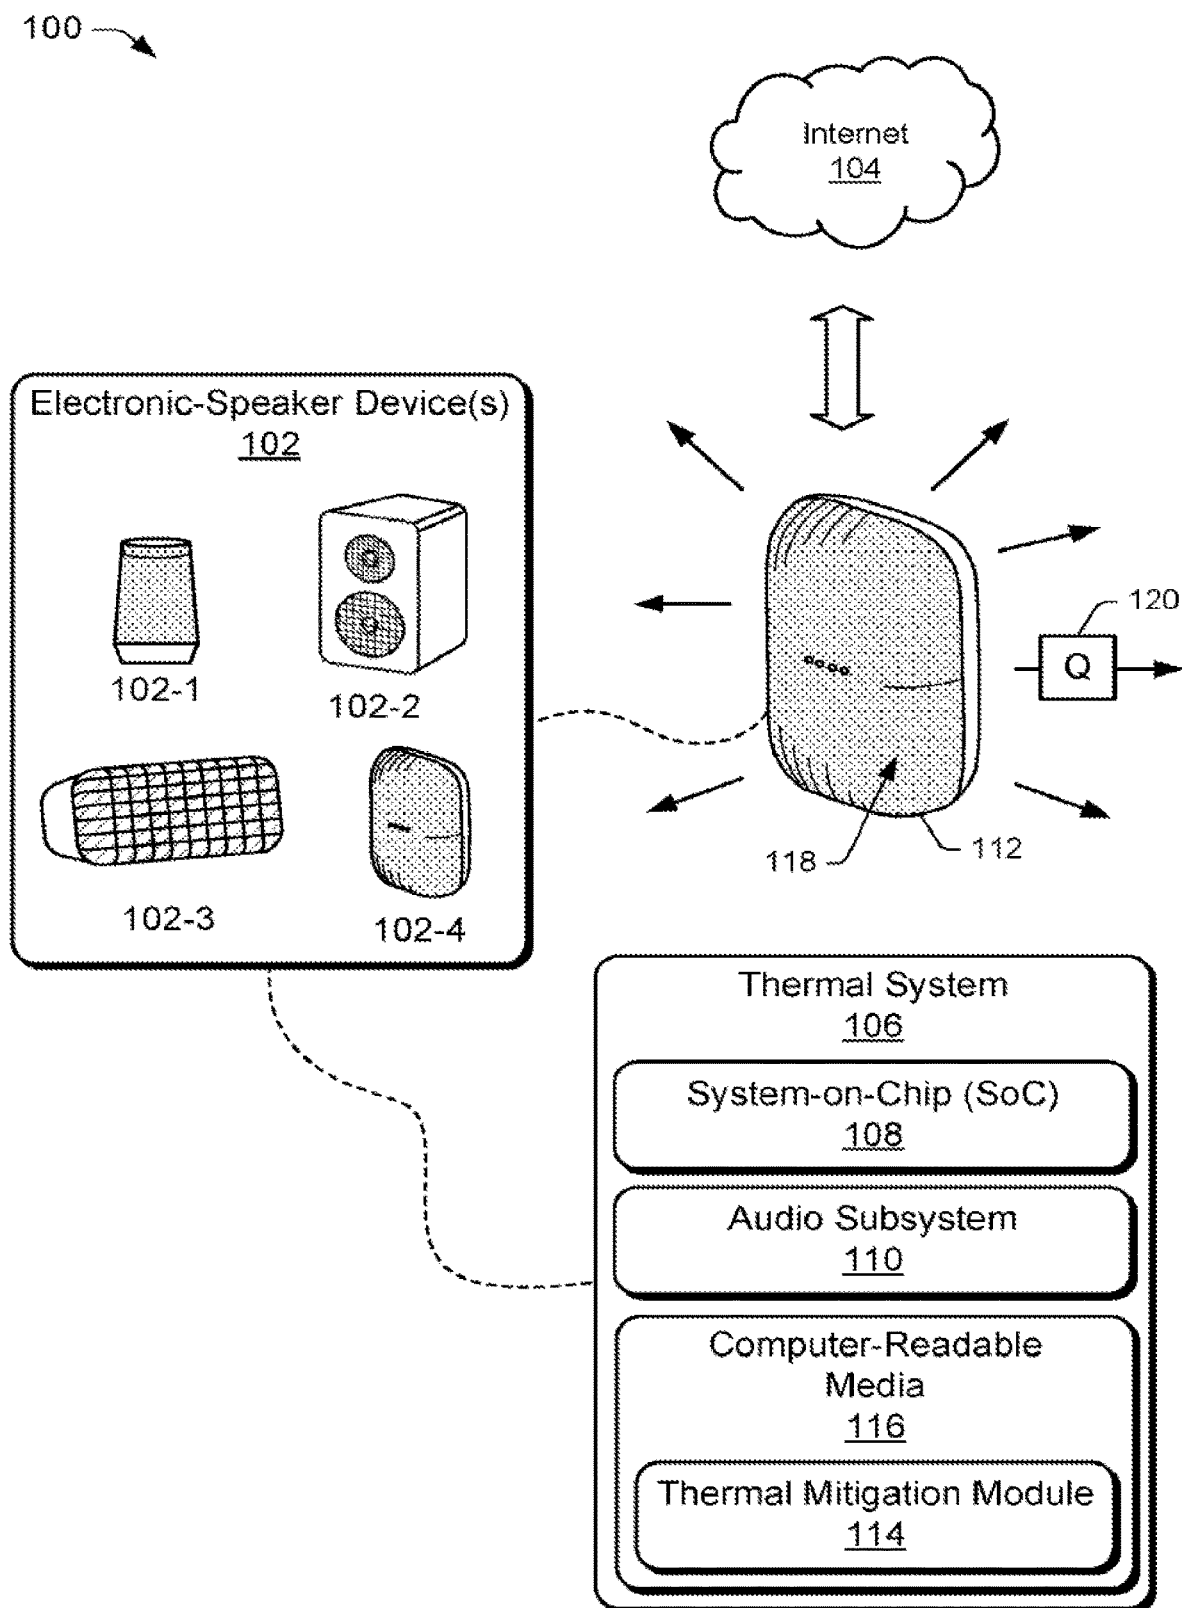 100
Internet
104
Electronic-Speaker Device(s)
102
102-1
102-2
102-3
102-4
120
Q
118
112
Thermal System
106
System-on-Chip (SoC)
108
Audio Subsystem
110
Computer-Readable
Media
116
Thermal Mitigation Module
114